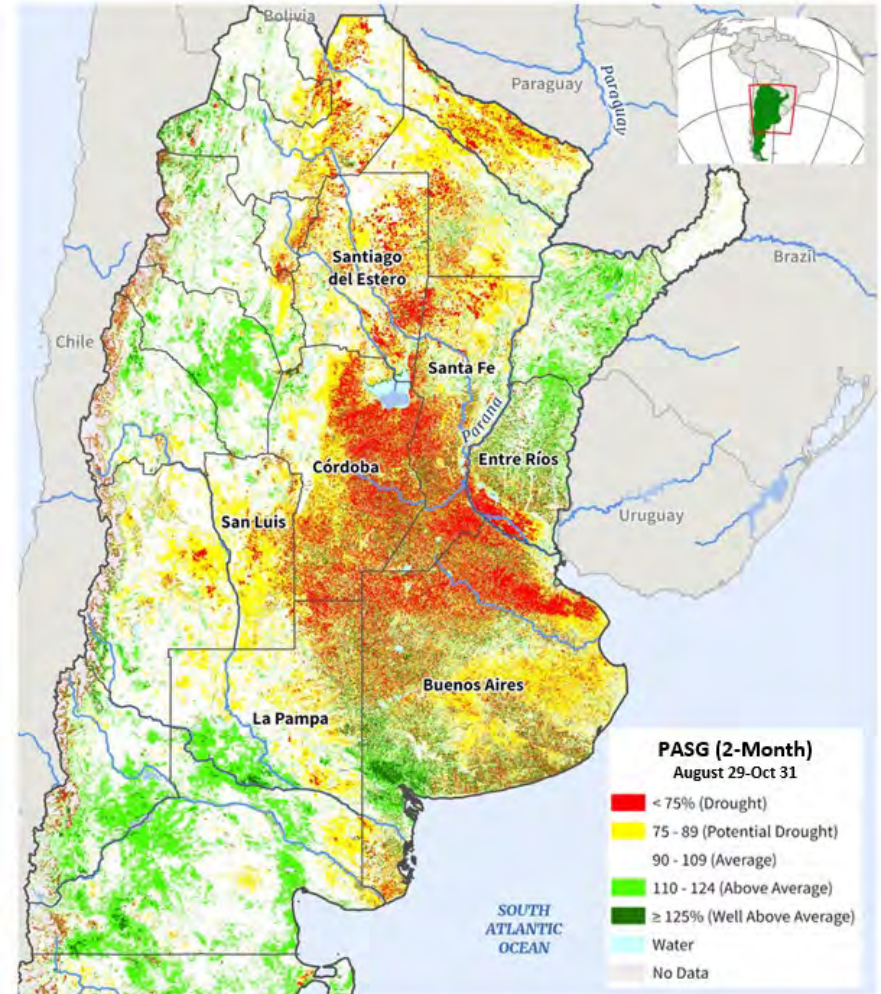 Bolivia
Paraguay
Paraguay
Santiago
del Estero
Brazil
Chile
Santa Fe
Paraná
Córdoba
Entre Ríos
San Luis
Uruguay
Buenos Aires
La Pampa
SOUTH
ATLANTIC
OCEAN
PASG (2-Month)
August 29-Oct 31
< 75% (Drought)
75 - 89 (Potential Drought)
90 - 109 (Average)
110 - 124 (Above Average)
≥ 125% (Well Above Average)
Water
No Data